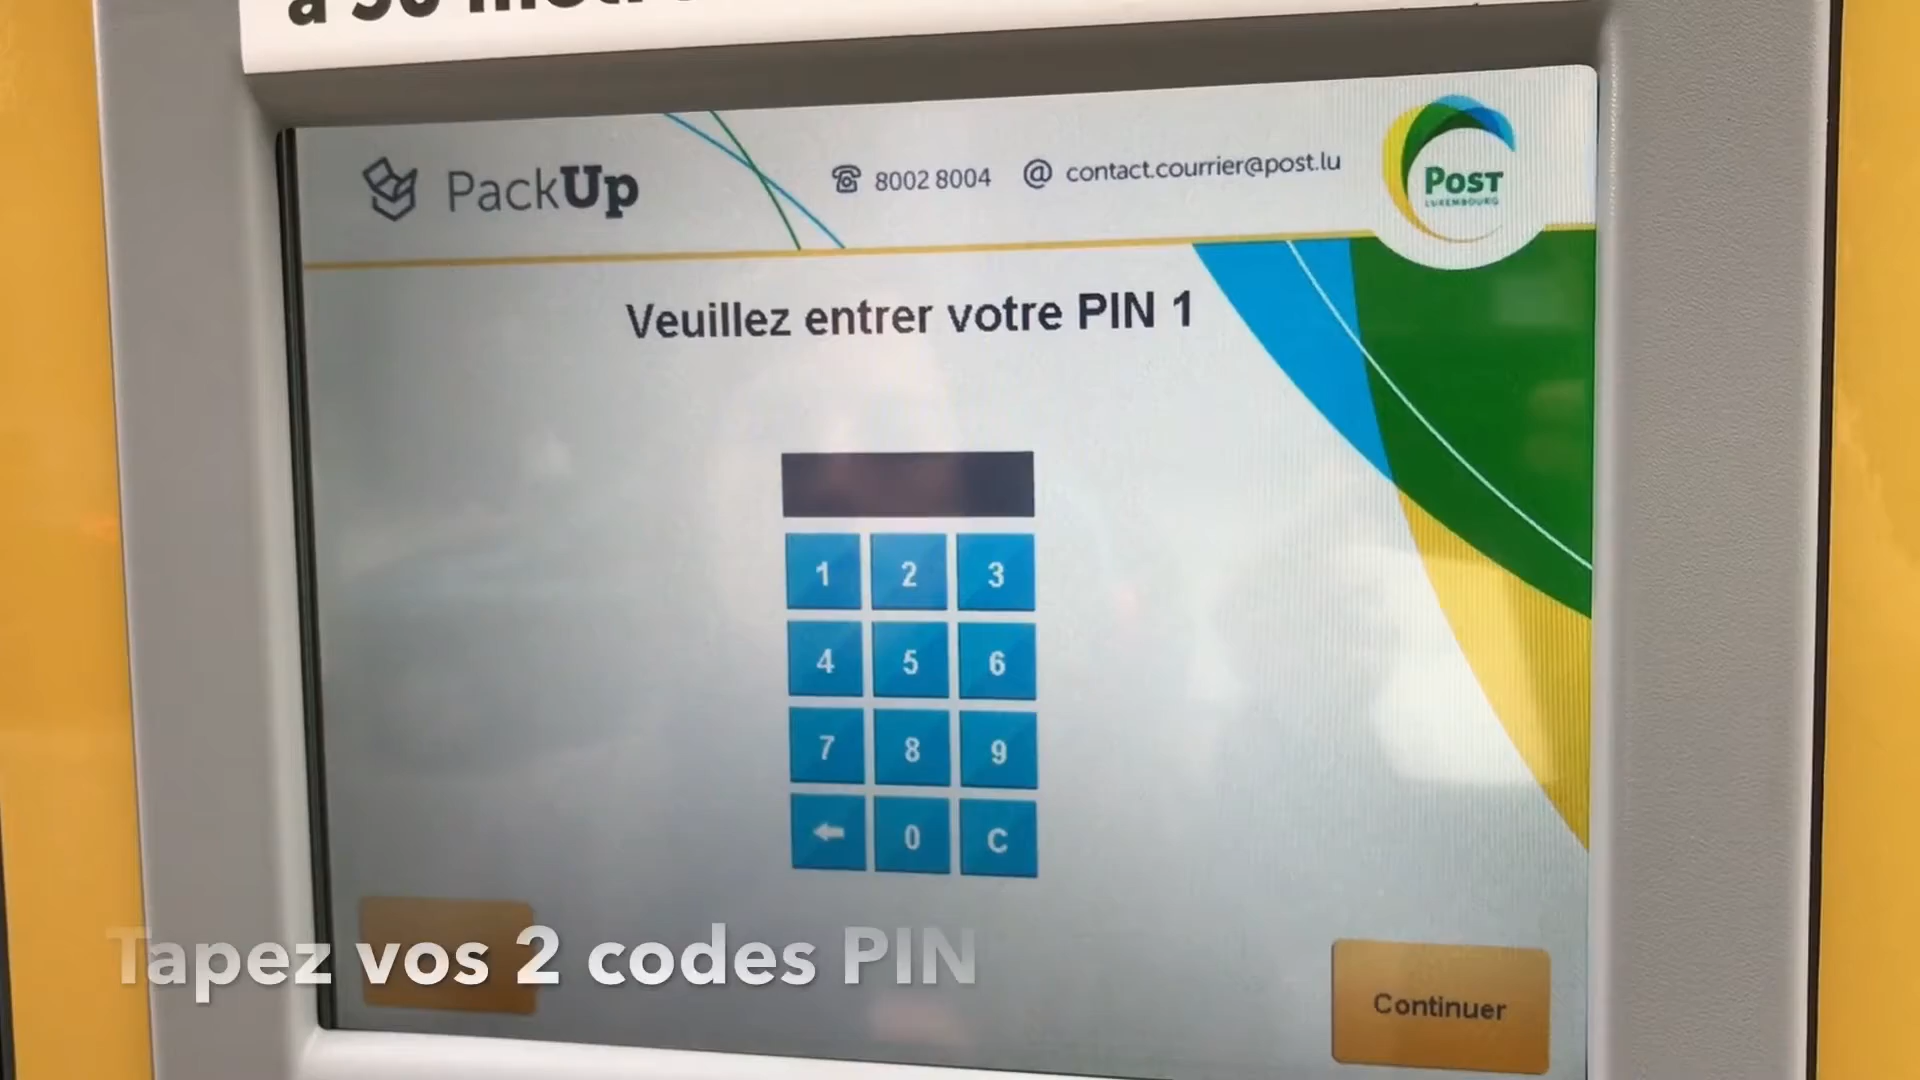 PackUp
8002 8004
@ contact.courrier@post.lu
POST
LUXEMBOURG
Veuillez entrer votre PIN 1
1 2 3
4 5 6
7 8 9
0 C
Tapez vos 2 codes PIN
Continuer